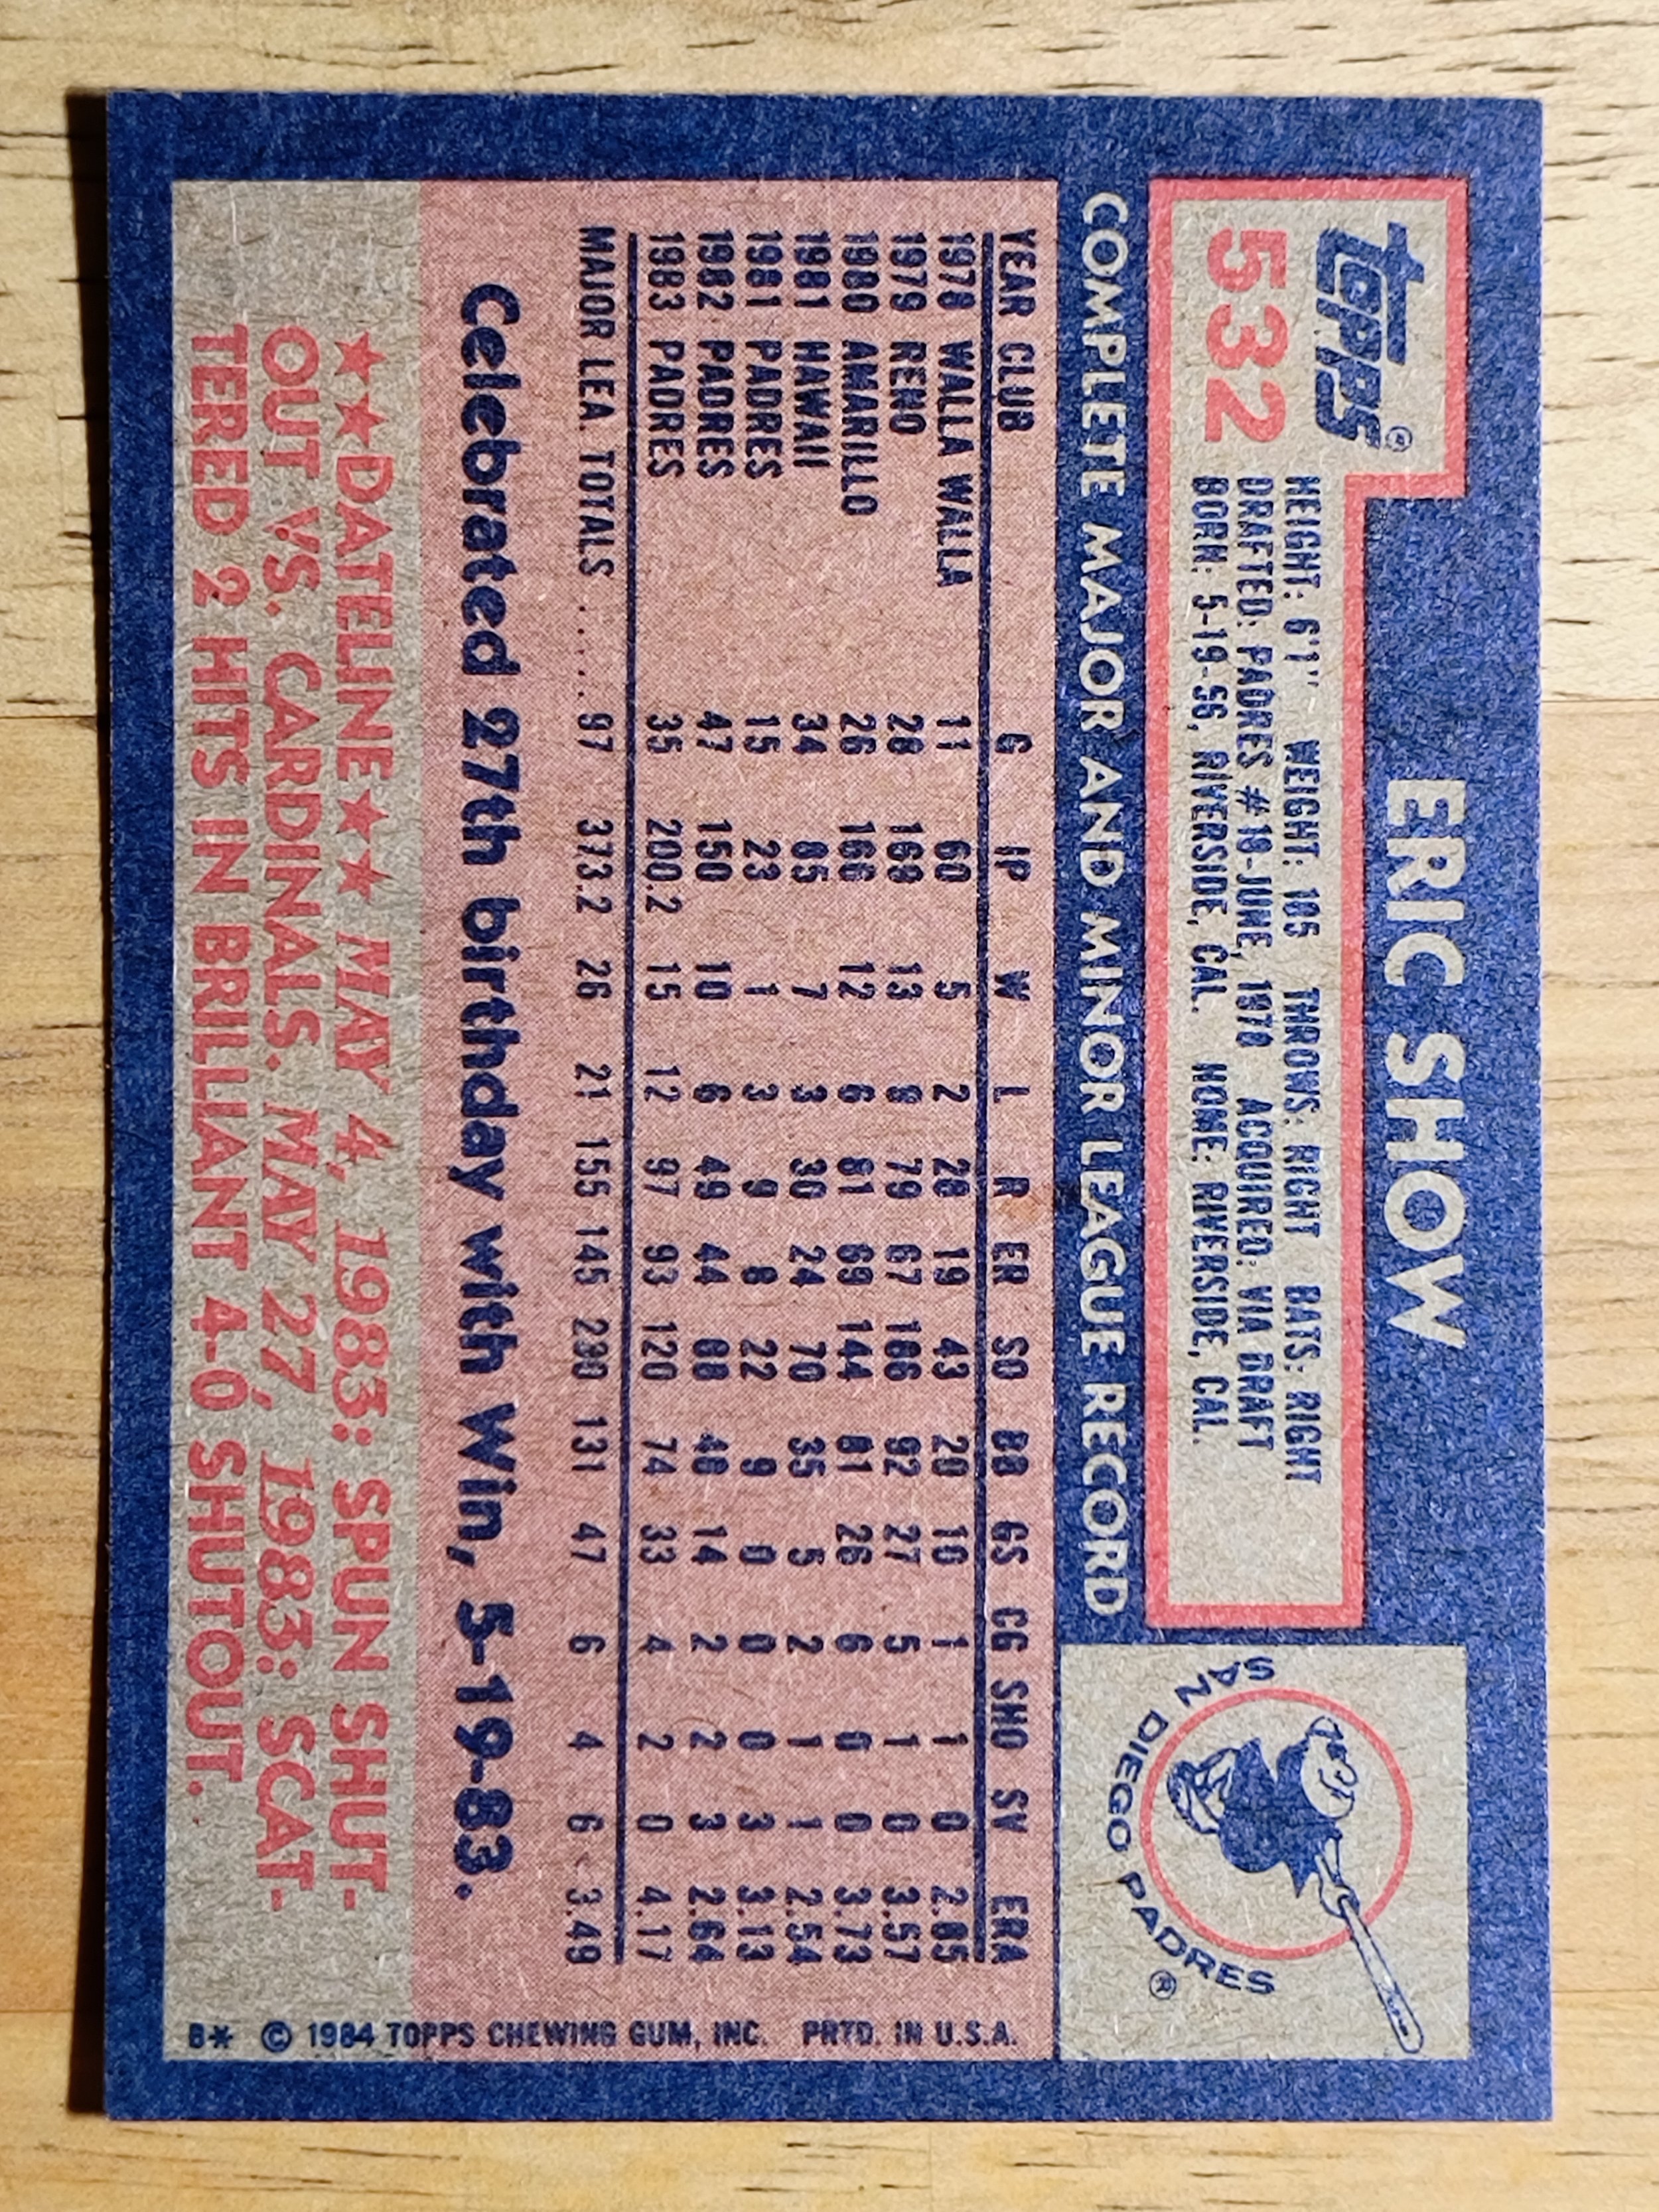 topps®
532
ERIC SHOW
HEIGHT: 6'1" WEIGHT: 185 THROWS: RIGHT BATS: RIGHT
DRAFTED: PADRES #18-JUNE, 1978 ACQUIRED: VIA DRAFT
BORN: 5-19-56, RIVERSIDE, CAL. HOME: RIVERSIDE, CAL.
SAN DIEGO PADRES ®
COMPLETE MAJOR AND MINOR LEAGUE RECORD
YEAR CLUB G IP W L R ER SO BB GS CG SHO SV ERA
1978 WALLA WALLA 11 60 5 2 28 19 43 20 10 1 1 0 2.85
1979 RENO 28 169 13 8 79 67 186 92 27 5 1 0 3.57
1980 AMARILLO 26 166 12 6 81 69 144 81 26 6 0 0 3.73
1981 HAWAII 34 85 7 3 30 24 70 35 5 2 1 1 2.54
1981 PADRES 15 23 1 3 9 8 22 9 0 0 0 3 3.13
1982 PADRES 47 150 10 6 49 44 88 48 14 2 2 3 2.64
1983 PADRES 35 200.2 15 12 97 93 120 74 33 4 2 0 4.17
MAJOR LEA. TOTALS ..... 97 373.2 26 21 155 145 230 131 47 6 4 6 3.49
Celebrated 27th birthday with Win, 5-19-83.
★★DATELINE★★ MAY 4, 1983: SPUN SHUT-
OUT VS. CARDINALS. MAY 27, 1983: SCAT-
TERED 2 HITS IN BRILLIANT 4-0 SHUTOUT.
B* © 1984 TOPPS CHEWING GUM, INC. PRTD. IN U.S.A.